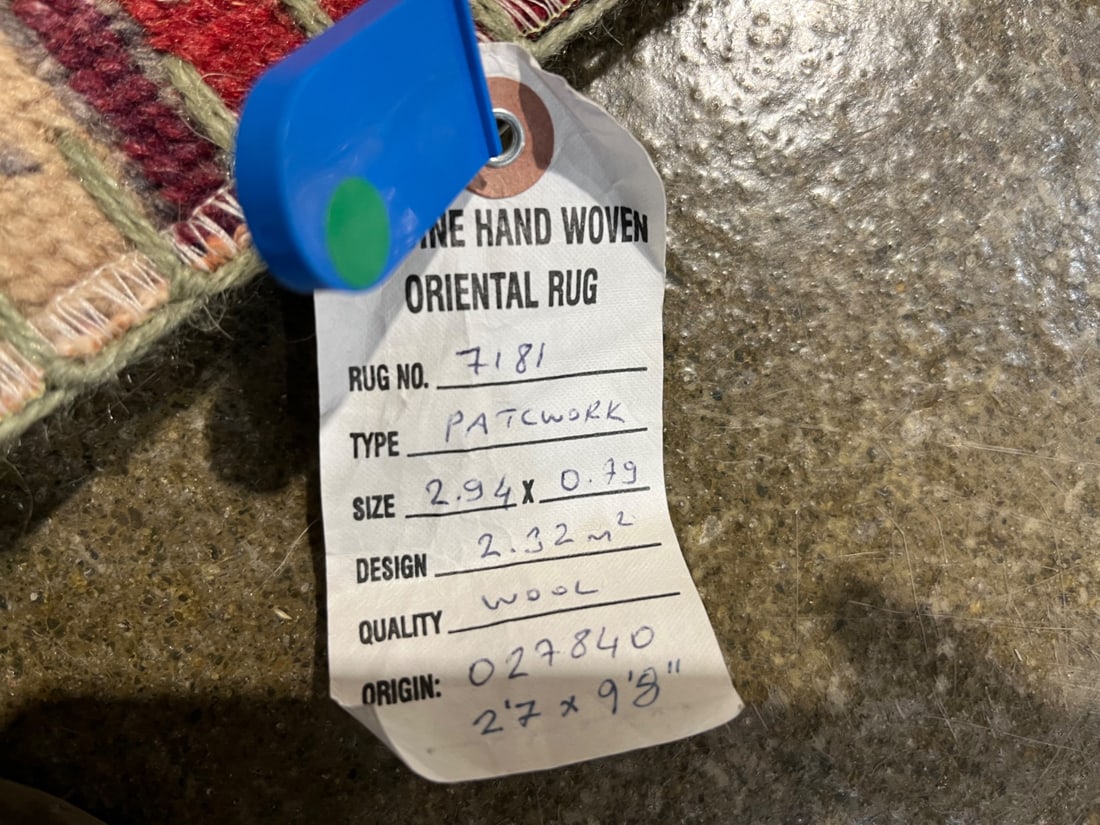 HAND WOVEN
ORIENTAL RUG
RUG NO. 7181
TYPE PATCWORK
SIZE 2.94 X 0.79
DESIGN 2.32 m²
QUALITY WOOL
ORIGIN: 027840
2'7 x 9'8"